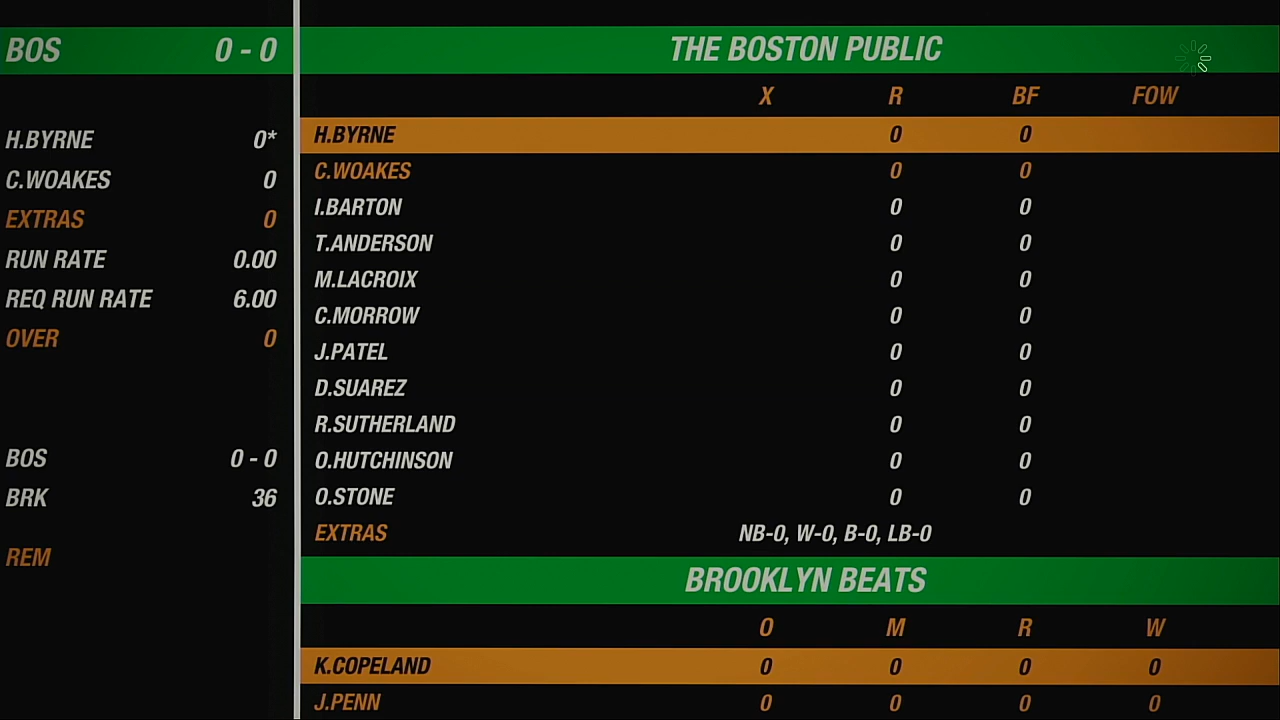 BOS 0 - 0
H.BYRNE 0*
C.WOAKES 0
EXTRAS 0
RUN RATE 0.00
REQ RUN RATE 6.00
OVER 0
BOS 0 - 0
BRK 36
REM
THE BOSTON PUBLIC
X R BF FOW
H.BYRNE 0 0
C.WOAKES 0 0
I.BARTON 0 0
T.ANDERSON 0 0
M.LACROIX 0 0
C.MORROW 0 0
J.PATEL 0 0
D.SUAREZ 0 0
R.SUTHERLAND 0 0
O.HUTCHINSON 0 0
O.STONE 0 0
EXTRAS NB-0, W-0, B-0, LB-0
BROOKLYN BEATS
O M R W
K.COPELAND 0 0 0 0
J.PENN 0 0 0 0